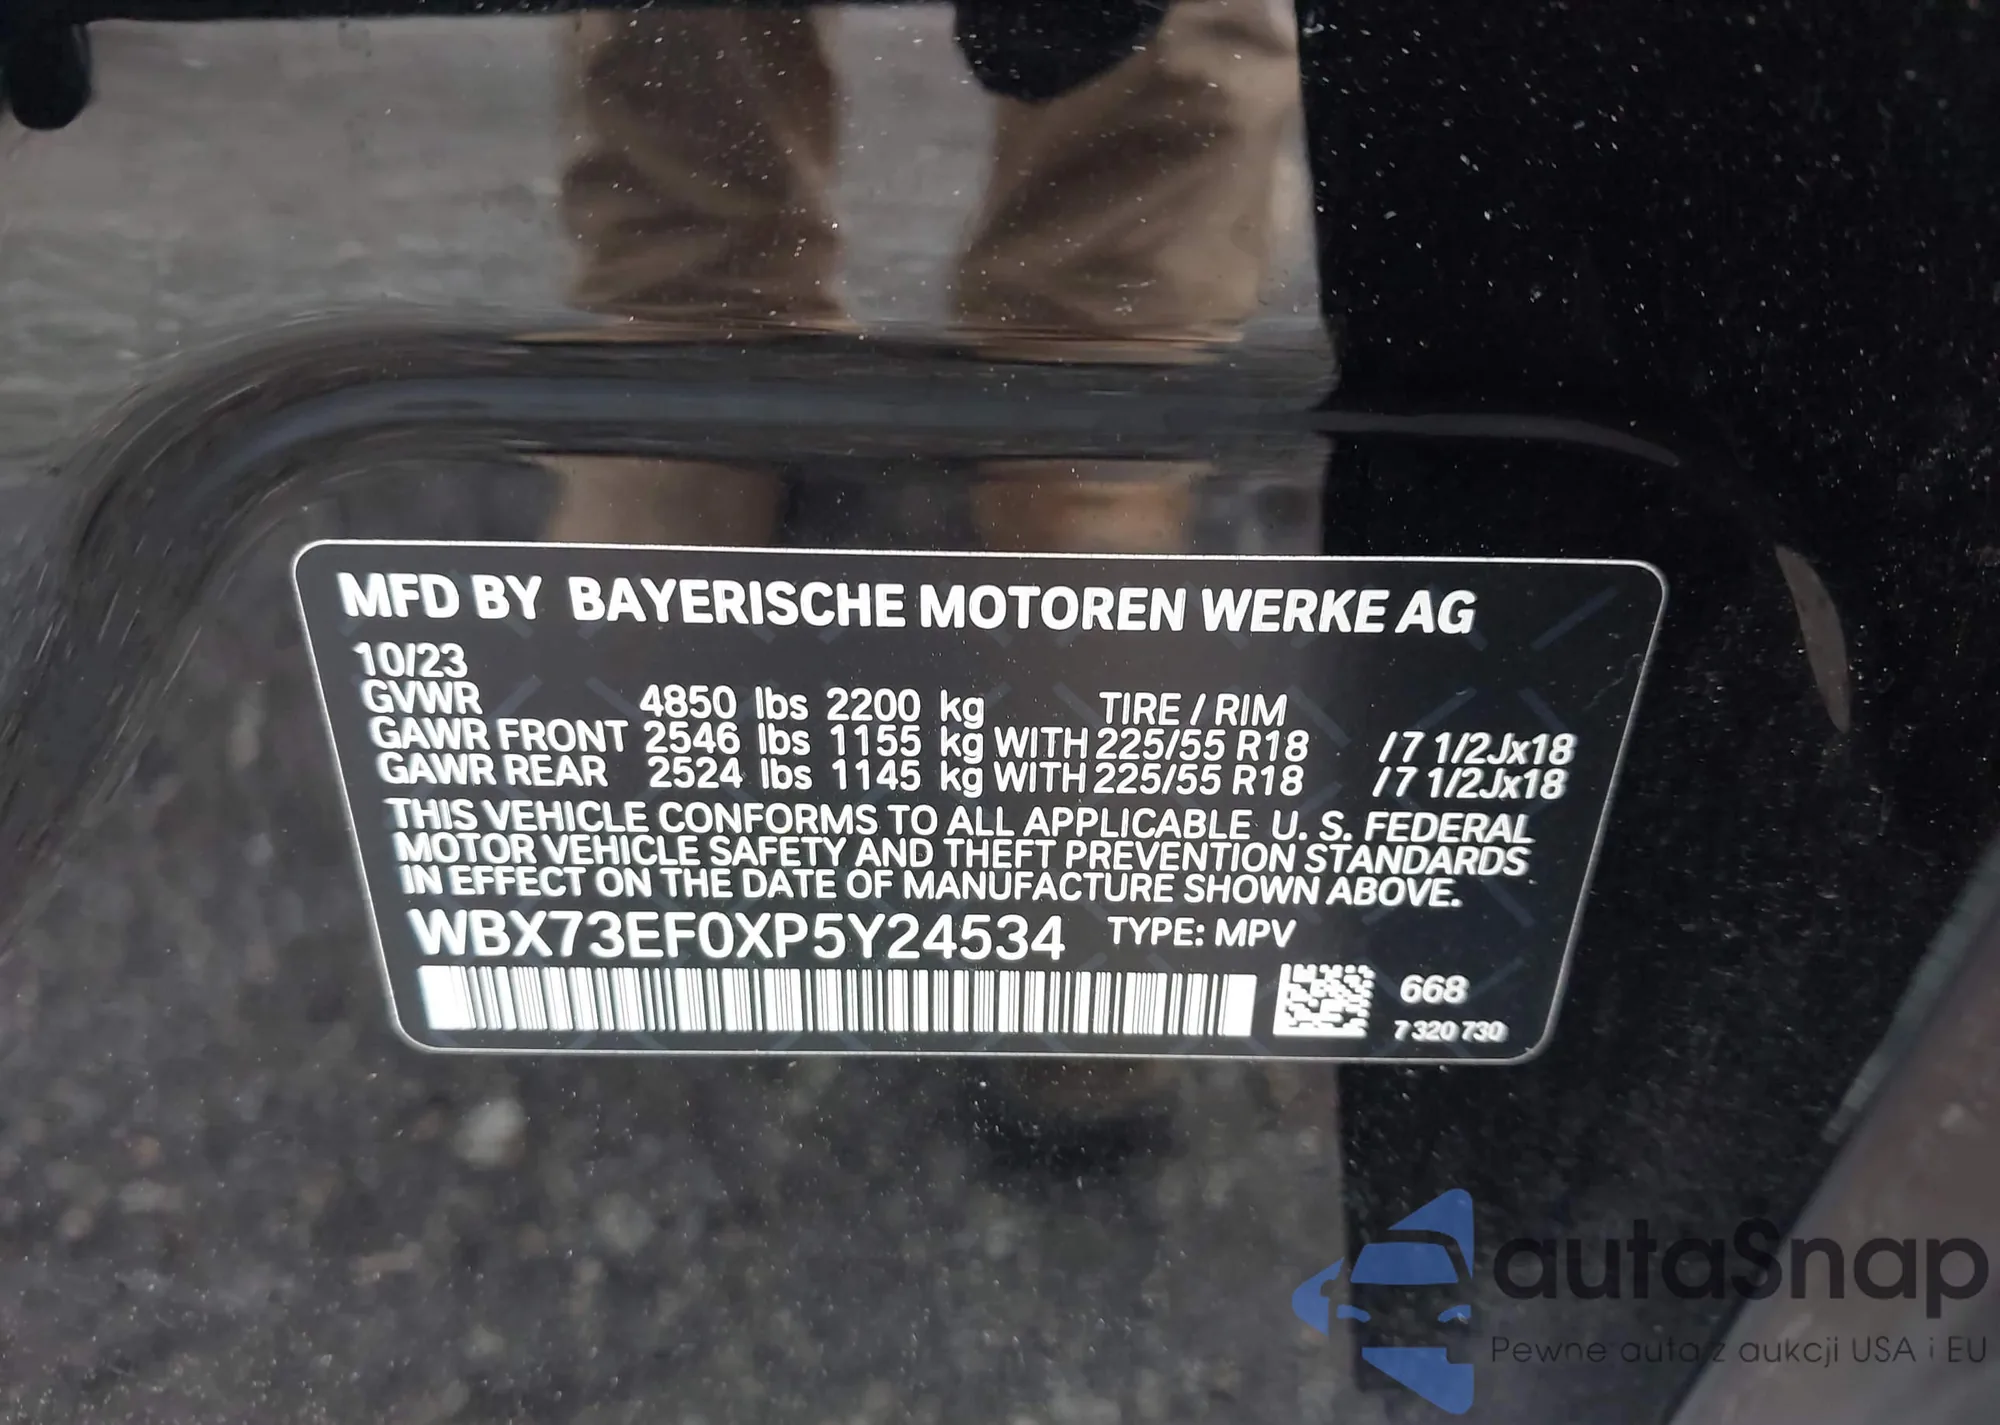 MFD BY BAYERISCHE MOTOREN WERKE AG
10/23
GVWR 4850 lbs 2200 kg TIRE / RIM
GAWR FRONT 2546 lbs 1155 kg WITH 225/55 R18 /7 1/2Jx18
GAWR REAR 2524 lbs 1145 kg WITH 225/55 R18 /7 1/2Jx18
THIS VEHICLE CONFORMS TO ALL APPLICABLE U. S. FEDERAL
MOTOR VEHICLE SAFETY AND THEFT PREVENTION STANDARDS
IN EFFECT ON THE DATE OF MANUFACTURE SHOWN ABOVE.
WBX73EF0XP5Y24534 TYPE: MPV
668
7 320 730
autaSnap
Pewne auta z aukcji USA i EU